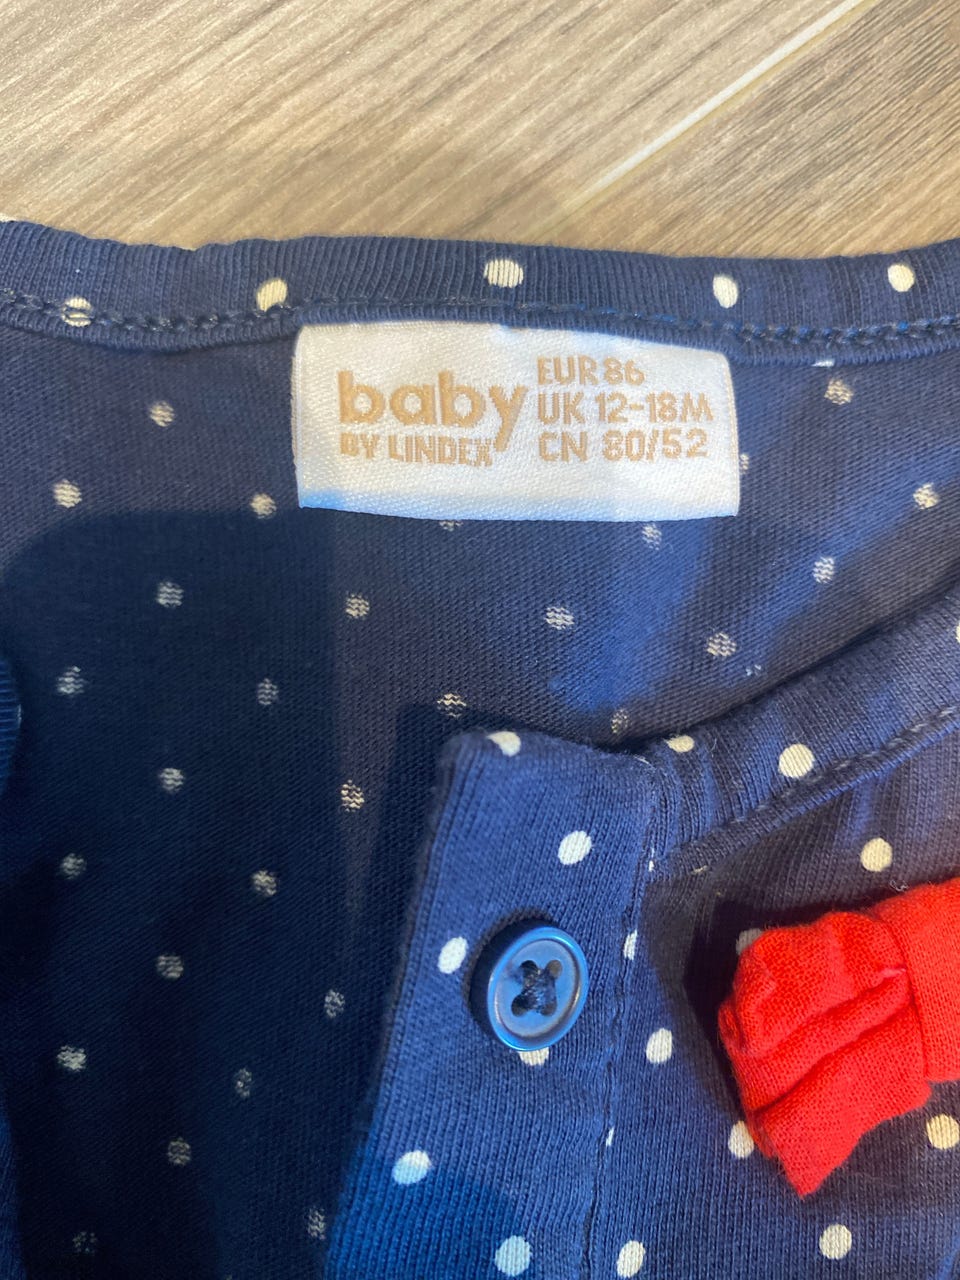 baby
BY LINDEX
EUR 86
UK 12-18M
CN 80/52